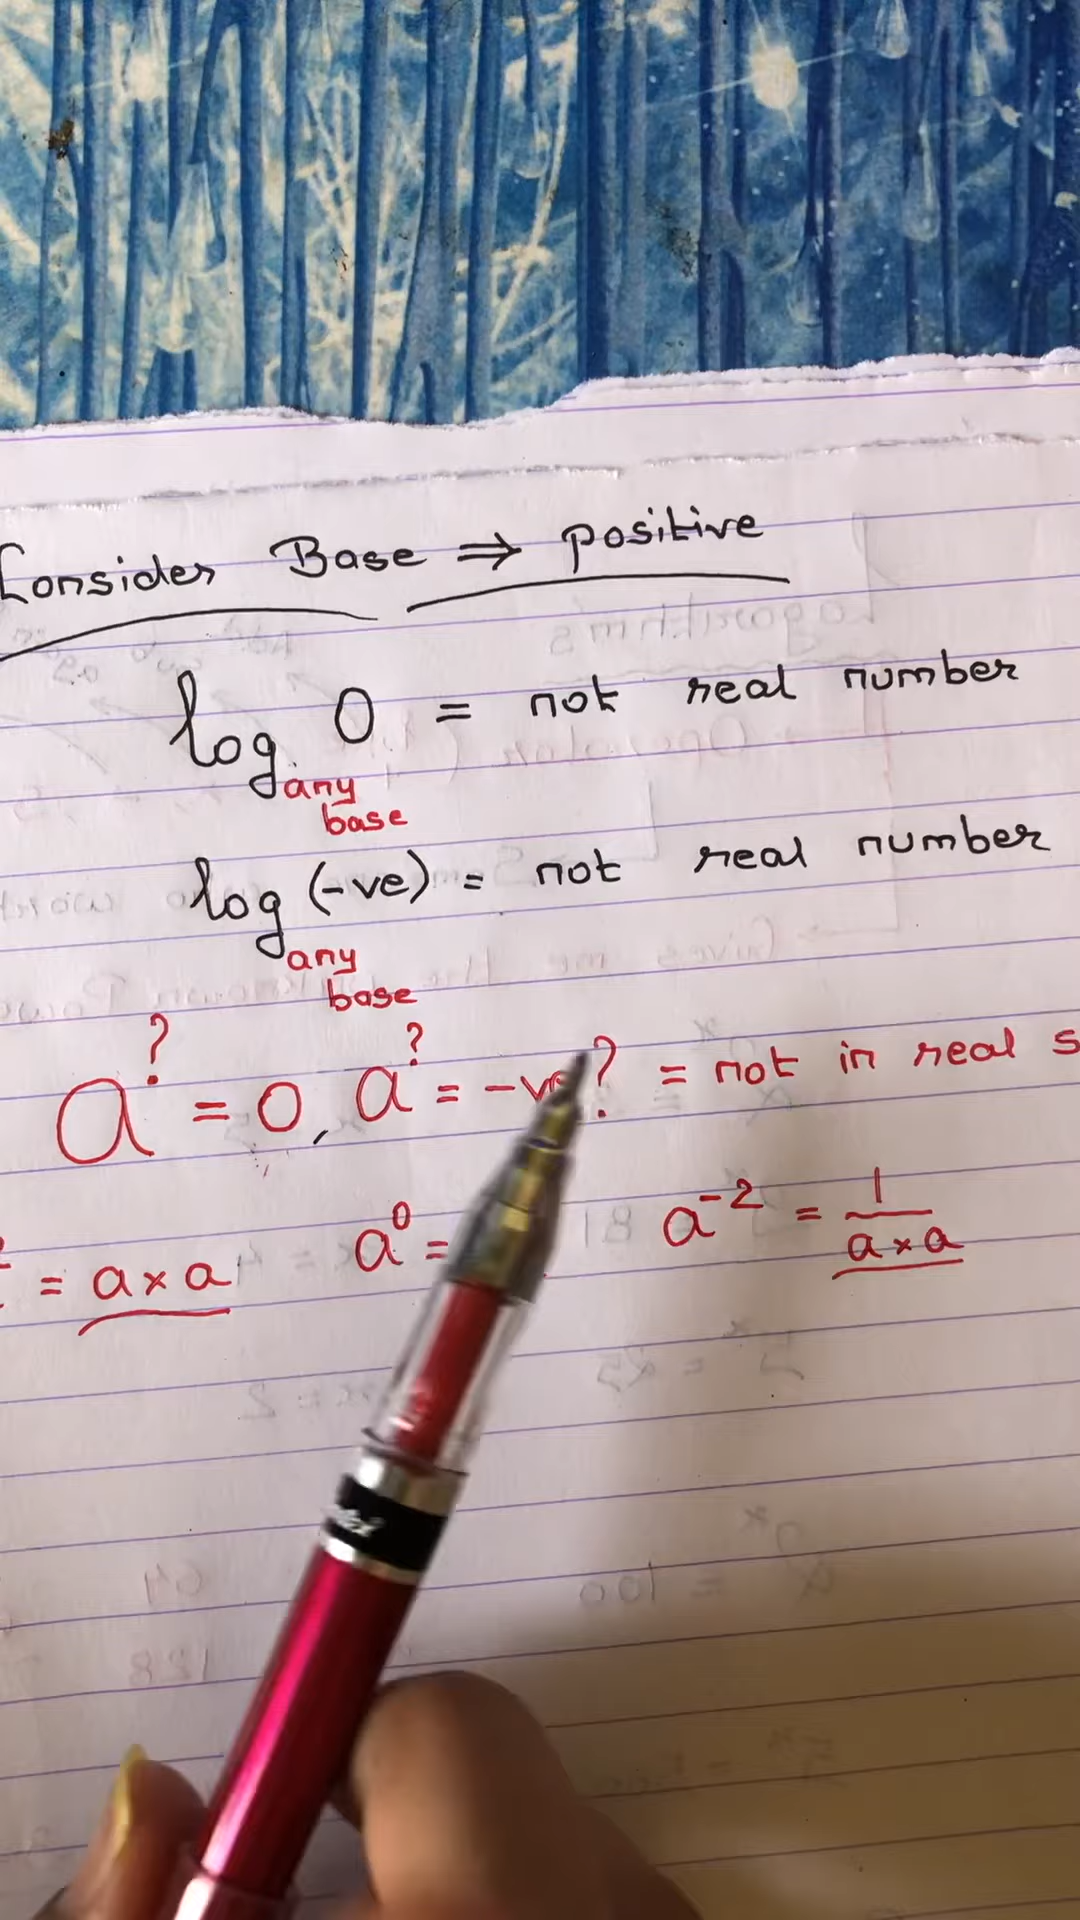 Consider Base ⇒ positive
log any base 0 = not real number
log any base (-ve) = not real number
a^? = 0, a^? = -ve? = not in real s
= a × a a^0 = a^-2 = 1/(a × a)